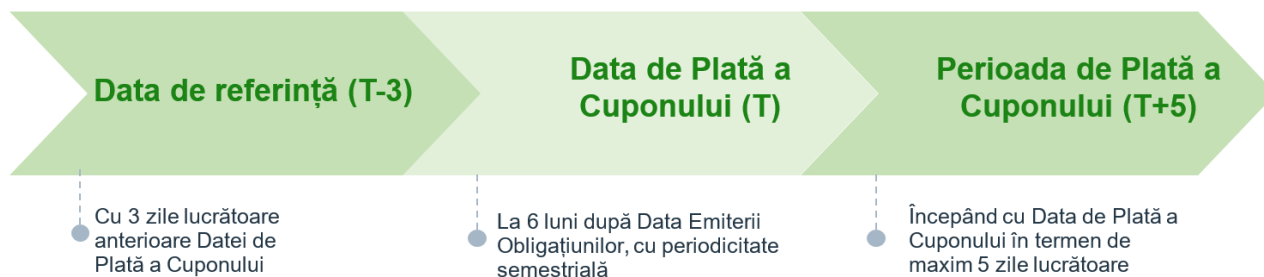 Data de referință (T-3)
Data de Plată a
Cuponului (T)
Perioada de Plată a
Cuponului (T+5)
Cu 3 zile lucrătoare
anterioare Datei de
Plată a Cuponului
La 6 luni după Data Emiterii
Obligațiunilor, cu periodicitate
semestrială
Începând cu Data de Plată a
Cuponului în termen de
maxim 5 zile lucrătoare